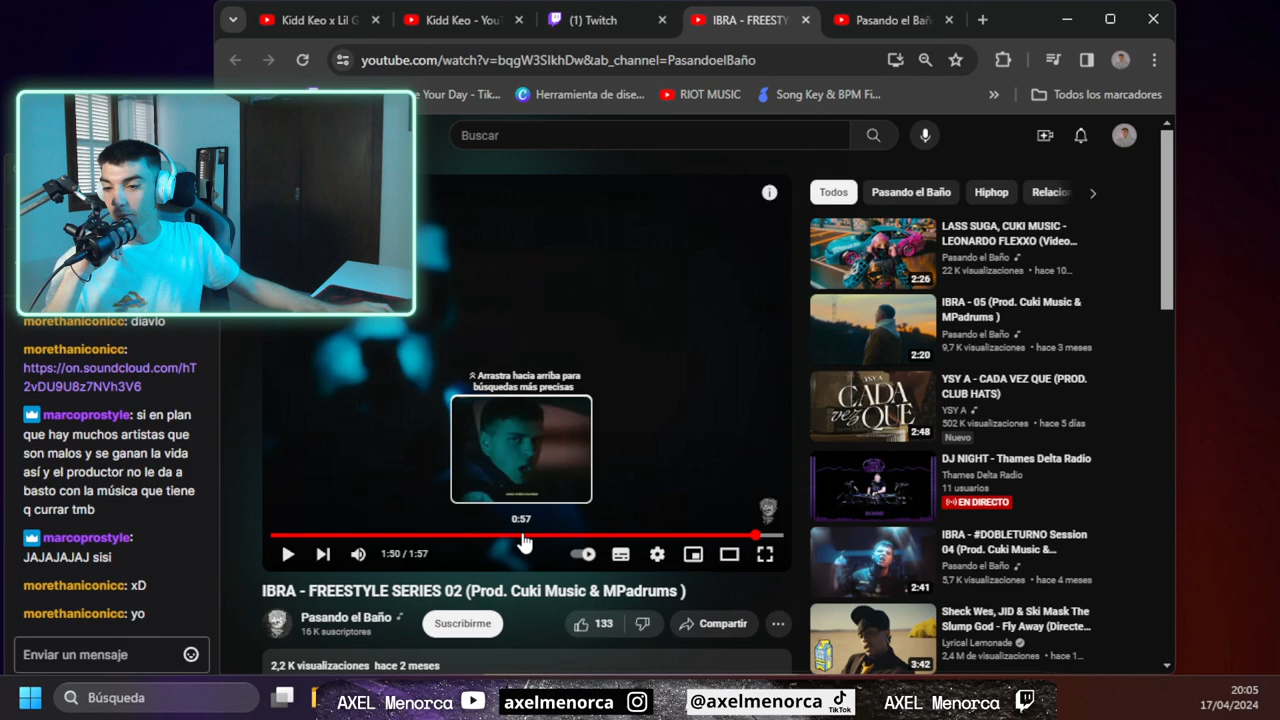 Kidd Keo x Lil G
Kidd Keo - You
(1) Twitch
IBRA - FREESTY
Pasando el Bañ
youtube.com/watch?v=bqgW3SIkhDw&ab_channel=PasandoelBaño
e Your Day - Tik...
Herramienta de dise...
RIOT MUSIC
Song Key & BPM Fi...
Todos los marcadores
Buscar
Todos
Pasando el Baño
Hiphop
Relacio
LASS SUGA, CUKI MUSIC -
LEONARDO FLEXXO (Video...
Pasando el Baño
22 K visualizaciones • hace 10...
2:26
IBRA - 05 (Prod. Cuki Music &
MPadrums )
Pasando el Baño
9,7 K visualizaciones • hace 3 meses
2:20
YSY A
CADA
vez
QUE
YSY A - CADA VEZ QUE (PROD.
CLUB HATS)
YSY A
502 K visualizaciones • hace 5 días
Nuevo
2:48
DJ NIGHT - Thames Delta Radio
Thames Delta Radio
11 usuarios
EN DIRECTO
IBRA - #DOBLETURNO Session
04 (Prod. Cuki Music &...
Pasando el Baño
5,7 K visualizaciones • hace 4 meses
2:41
Sheck Wes, JID & Ski Mask The
Slump God - Fly Away (Directe...
Lyrical Lemonade
2,4 M de visualizaciones • hace 1...
3:42
Arrastra hacia arriba para
búsquedas más precisas
0:57
1:50 / 1:57
IBRA - FREESTYLE SERIES 02 (Prod. Cuki Music & MPadrums )
Pasando el Baño
16 K suscriptores
Suscribirme
133
Compartir
2,2 K visualizaciones hace 2 meses
morethaniconicc: diavlo
morethaniconicc:
https://on.soundcloud.com/hT
2vDU9U8z7NVh3V6
marcoprostyle: si en plan
que hay muchos artistas que
son malos y se ganan la vida
así y el productor no le da a
basto con la música que tiene
q currar tmb
marcoprostyle:
JAJAJAJAJ sisi
morethaniconicc: xD
morethaniconicc: yo
Enviar un mensaje
Búsqueda
AXEL Menorca
axelmenorca
@axelmenorca
TikTok
AXEL Menorca
20:05
17/04/2024